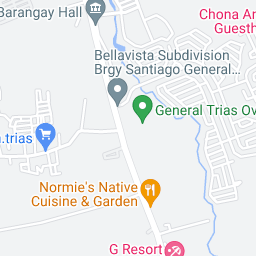 Barangay Hall
Chona An
Guesth
Bellavista Subdivision
Brgy Santiago General...
General Trias Ov
.trias
Normie's Native
Cuisine & Garden
G Resort